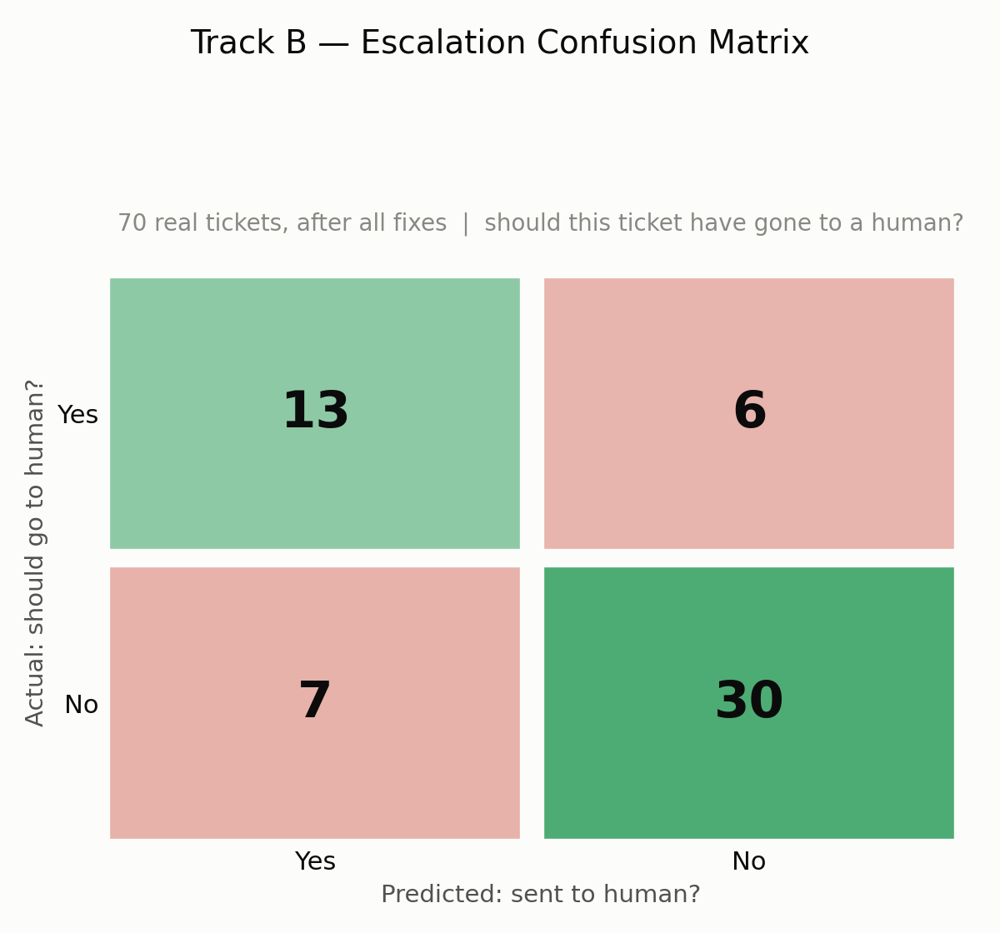 Track B — Escalation Confusion Matrix
70 real tickets, after all fixes | should this ticket have gone to a human?
Actual: should go to human?
Yes
13
6
No
7
30
Yes
No
Predicted: sent to human?